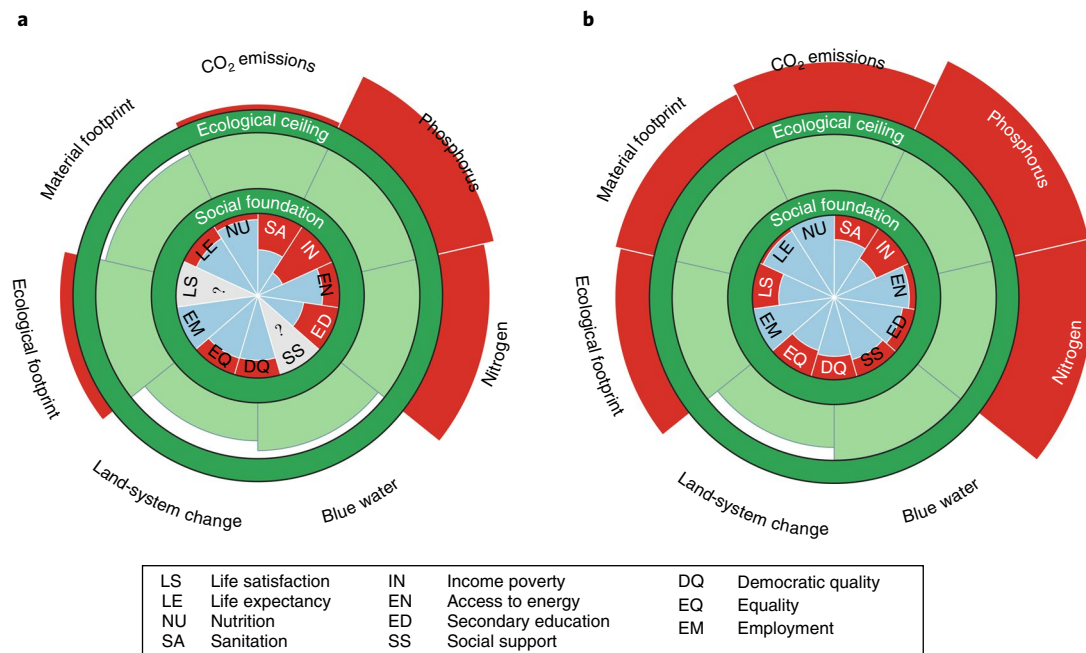 a
CO₂ emissions
Phosphorus
Material footprint
Ecological ceiling
Social foundation
NU
SA
LE
IN
LS
?
EN
EM
ED
?
EQ
DQ
SS
Ecological footprint
Nitrogen
Land-system change
Blue water
b
CO₂ emissions
Phosphorus
Material footprint
Ecological ceiling
Social foundation
NU
SA
LE
IN
LS
EN
EM
ED
EQ
DQ
SS
Ecological footprint
Nitrogen
Land-system change
Blue water
LS Life satisfaction IN Income poverty DQ Democratic quality
LE Life expectancy EN Access to energy EQ Equality
NU Nutrition ED Secondary education EM Employment
SA Sanitation SS Social support